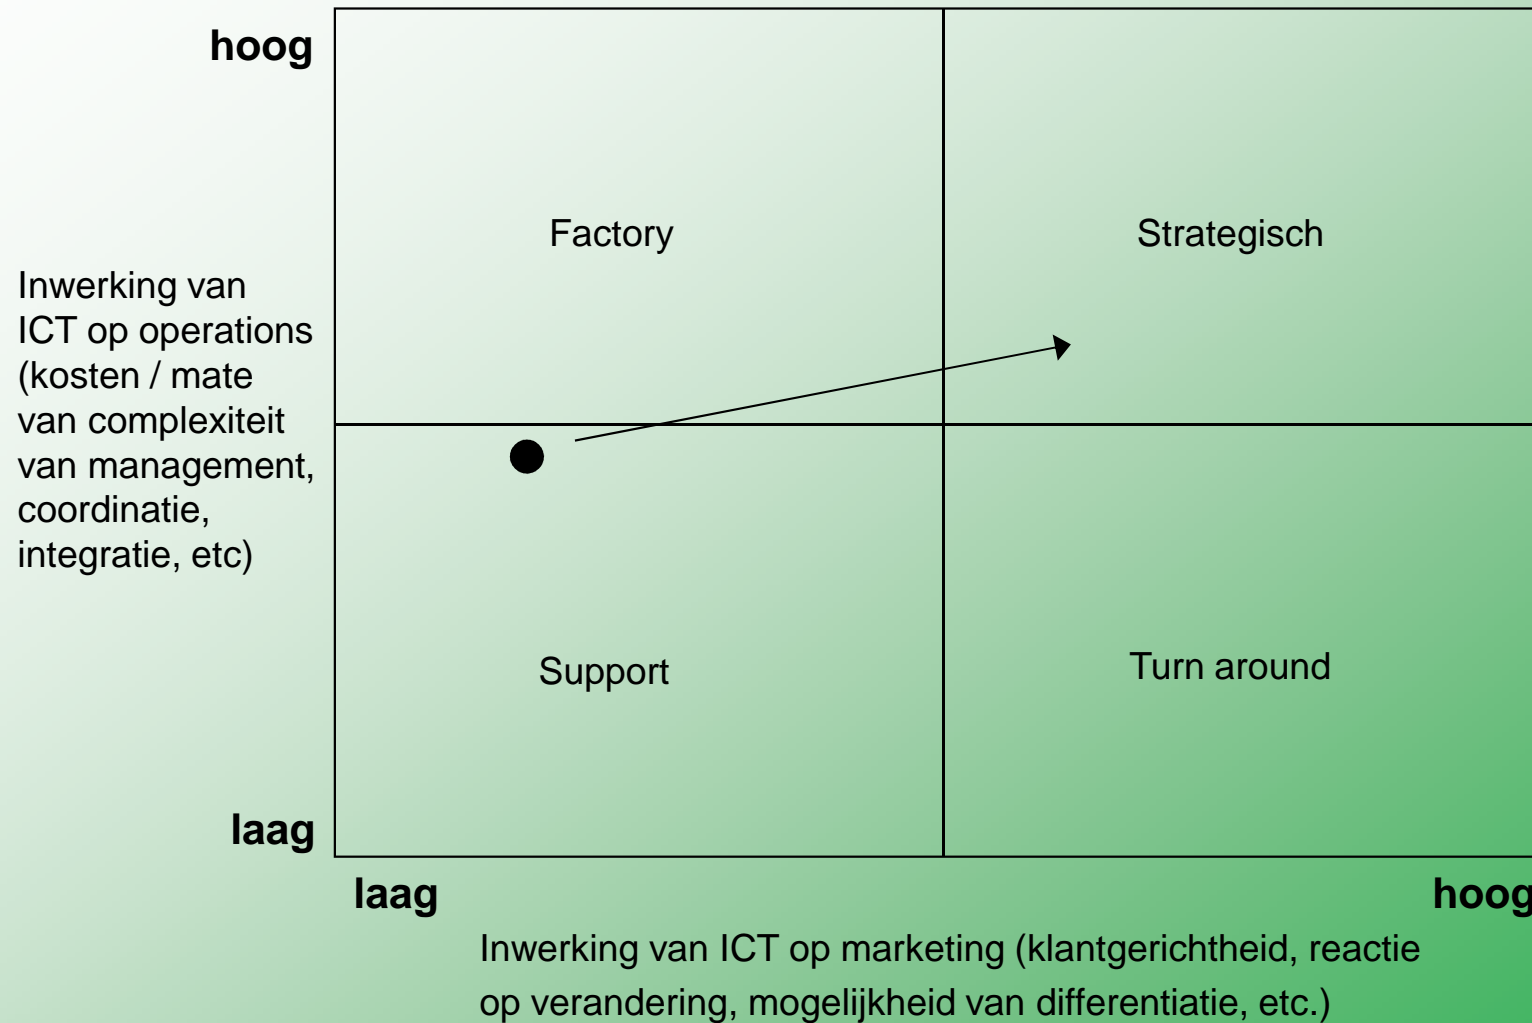 hoog
Factory
Strategisch
Inwerking van
ICT op operations
(kosten / mate
van complexiteit
van management,
coordinatie,
integratie, etc)
Support
Turn around
laag
laag
hoog
Inwerking van ICT op marketing (klantgerichtheid, reactie
op verandering, mogelijkheid van differentiatie, etc.)